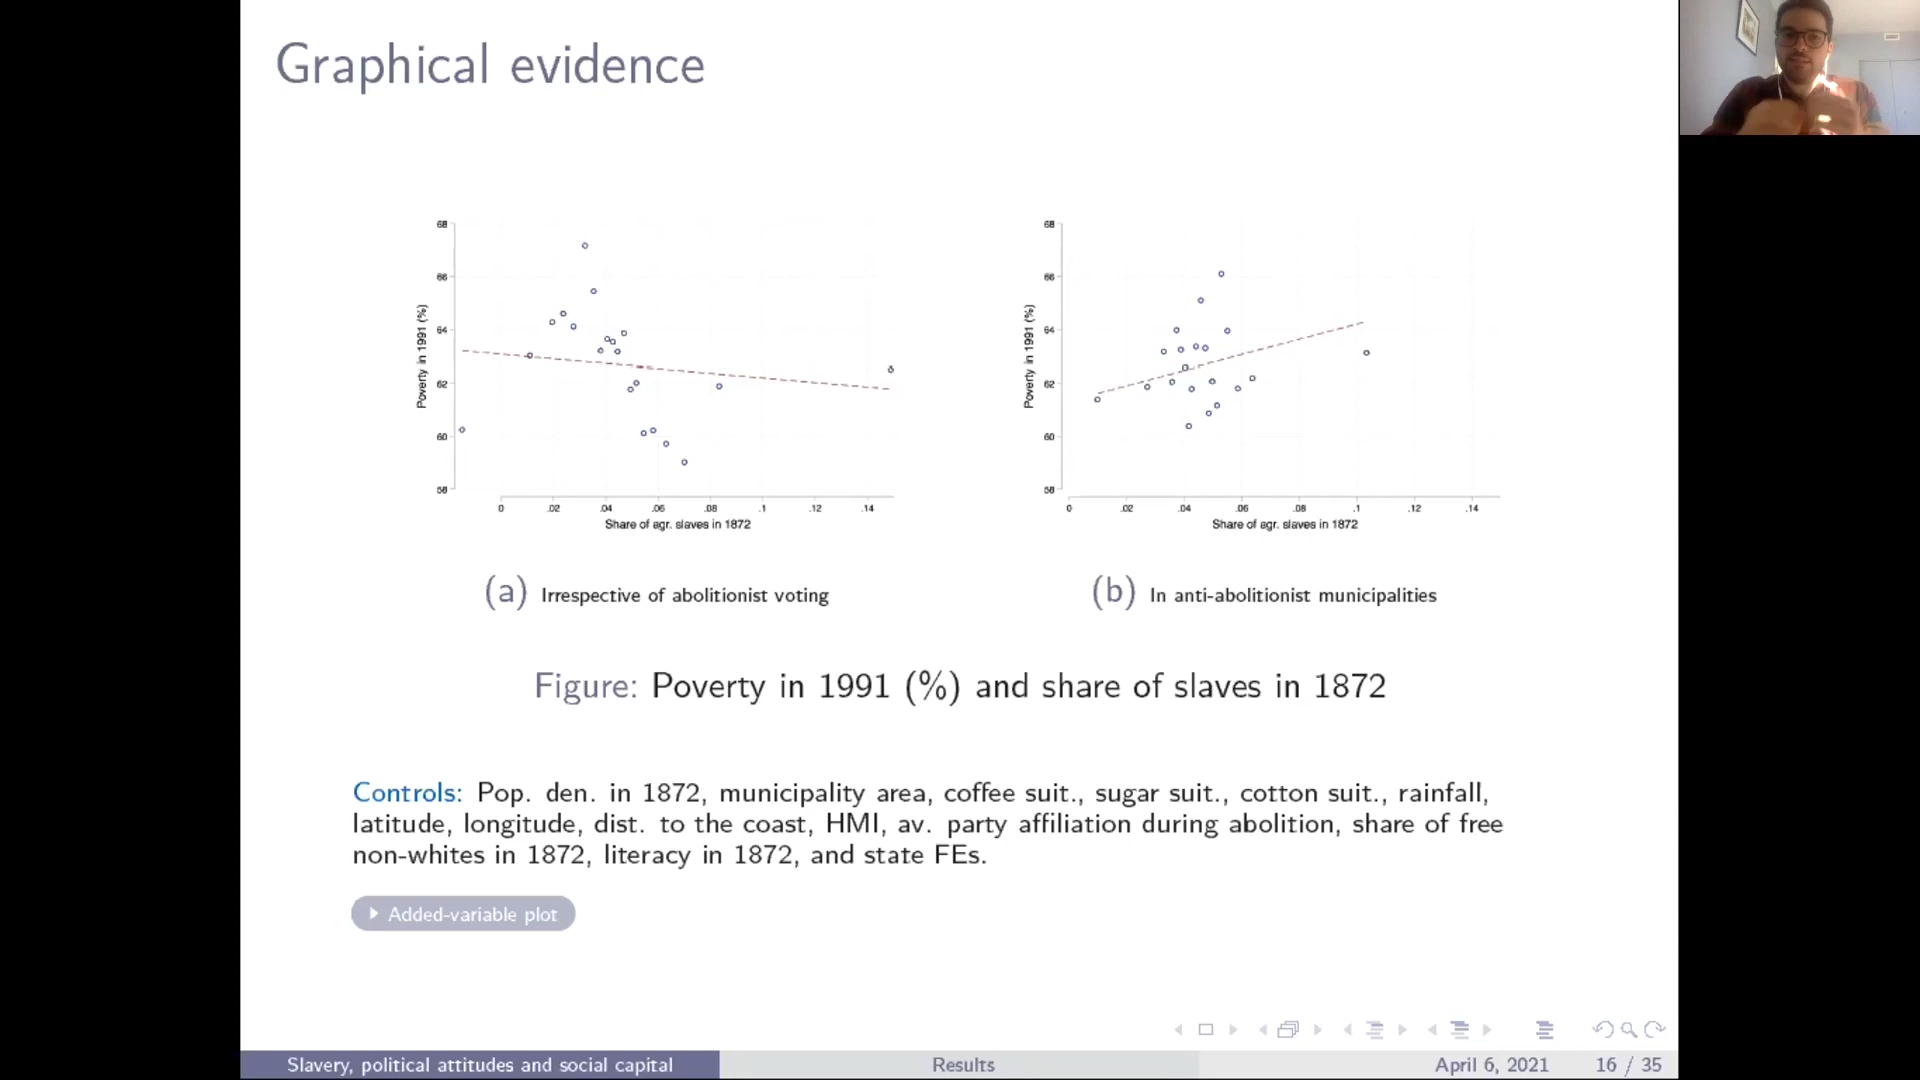 Graphical evidence
68
66
64
62
60
58
Poverty in 1991 (%)
0 .02 .04 .06 .08 .1 .12 .14
Share of agr. slaves in 1872
68
66
64
62
60
58
Poverty in 1991 (%)
0 .02 .04 .06 .08 .1 .12 .14
Share of agr. slaves in 1872
(a) Irrespective of abolitionist voting
(b) In anti-abolitionist municipalities
Figure: Poverty in 1991 (%) and share of slaves in 1872
Controls: Pop. den. in 1872, municipality area, coffee suit., sugar suit., cotton suit., rainfall,
latitude, longitude, dist. to the coast, HMI, av. party affiliation during abolition, share of free
non-whites in 1872, literacy in 1872, and state FEs.
Added-variable plot
Slavery, political attitudes and social capital Results April 6, 2021 16 / 35